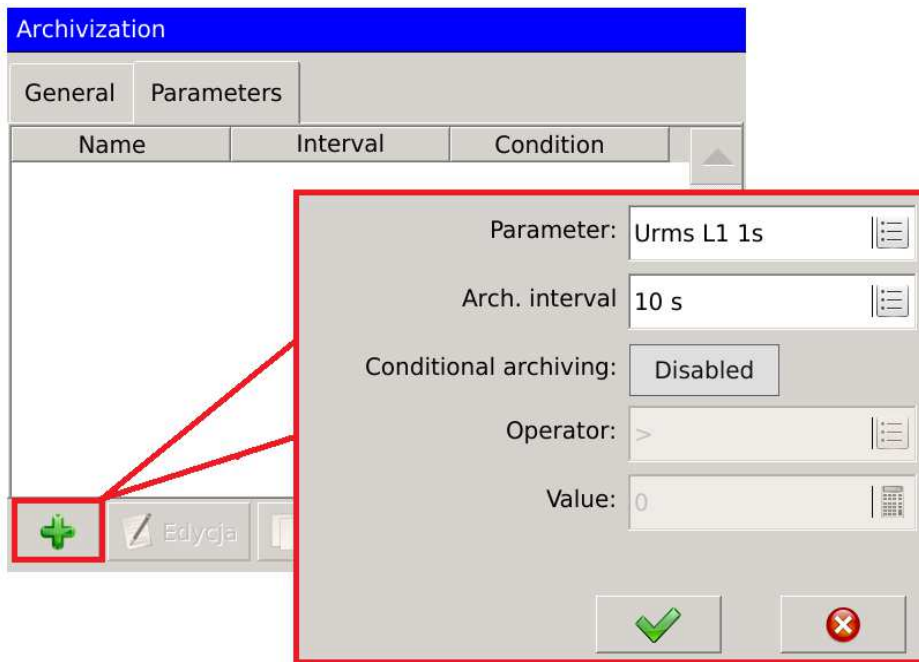 Archivization
General Parameters
Name Interval Condition
Parameter: Urms L1 1s
Arch. interval 10 s
Conditional archiving: Disabled
Operator: >
Value: 0
Edycja